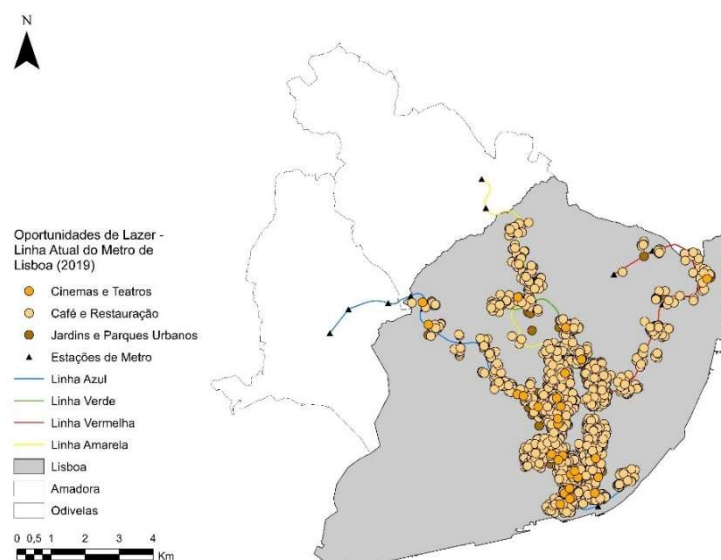 N
Oportunidades de Lazer -
Linha Atual do Metro de
Lisboa (2019)
Cinemas e Teatros
Café e Restauração
Jardins e Parques Urbanos
Estações de Metro
Linha Azul
Linha Verde
Linha Vermelha
Linha Amarela
Lisboa
Amadora
Odivelas
0 0,5 1 2 3 4
Km